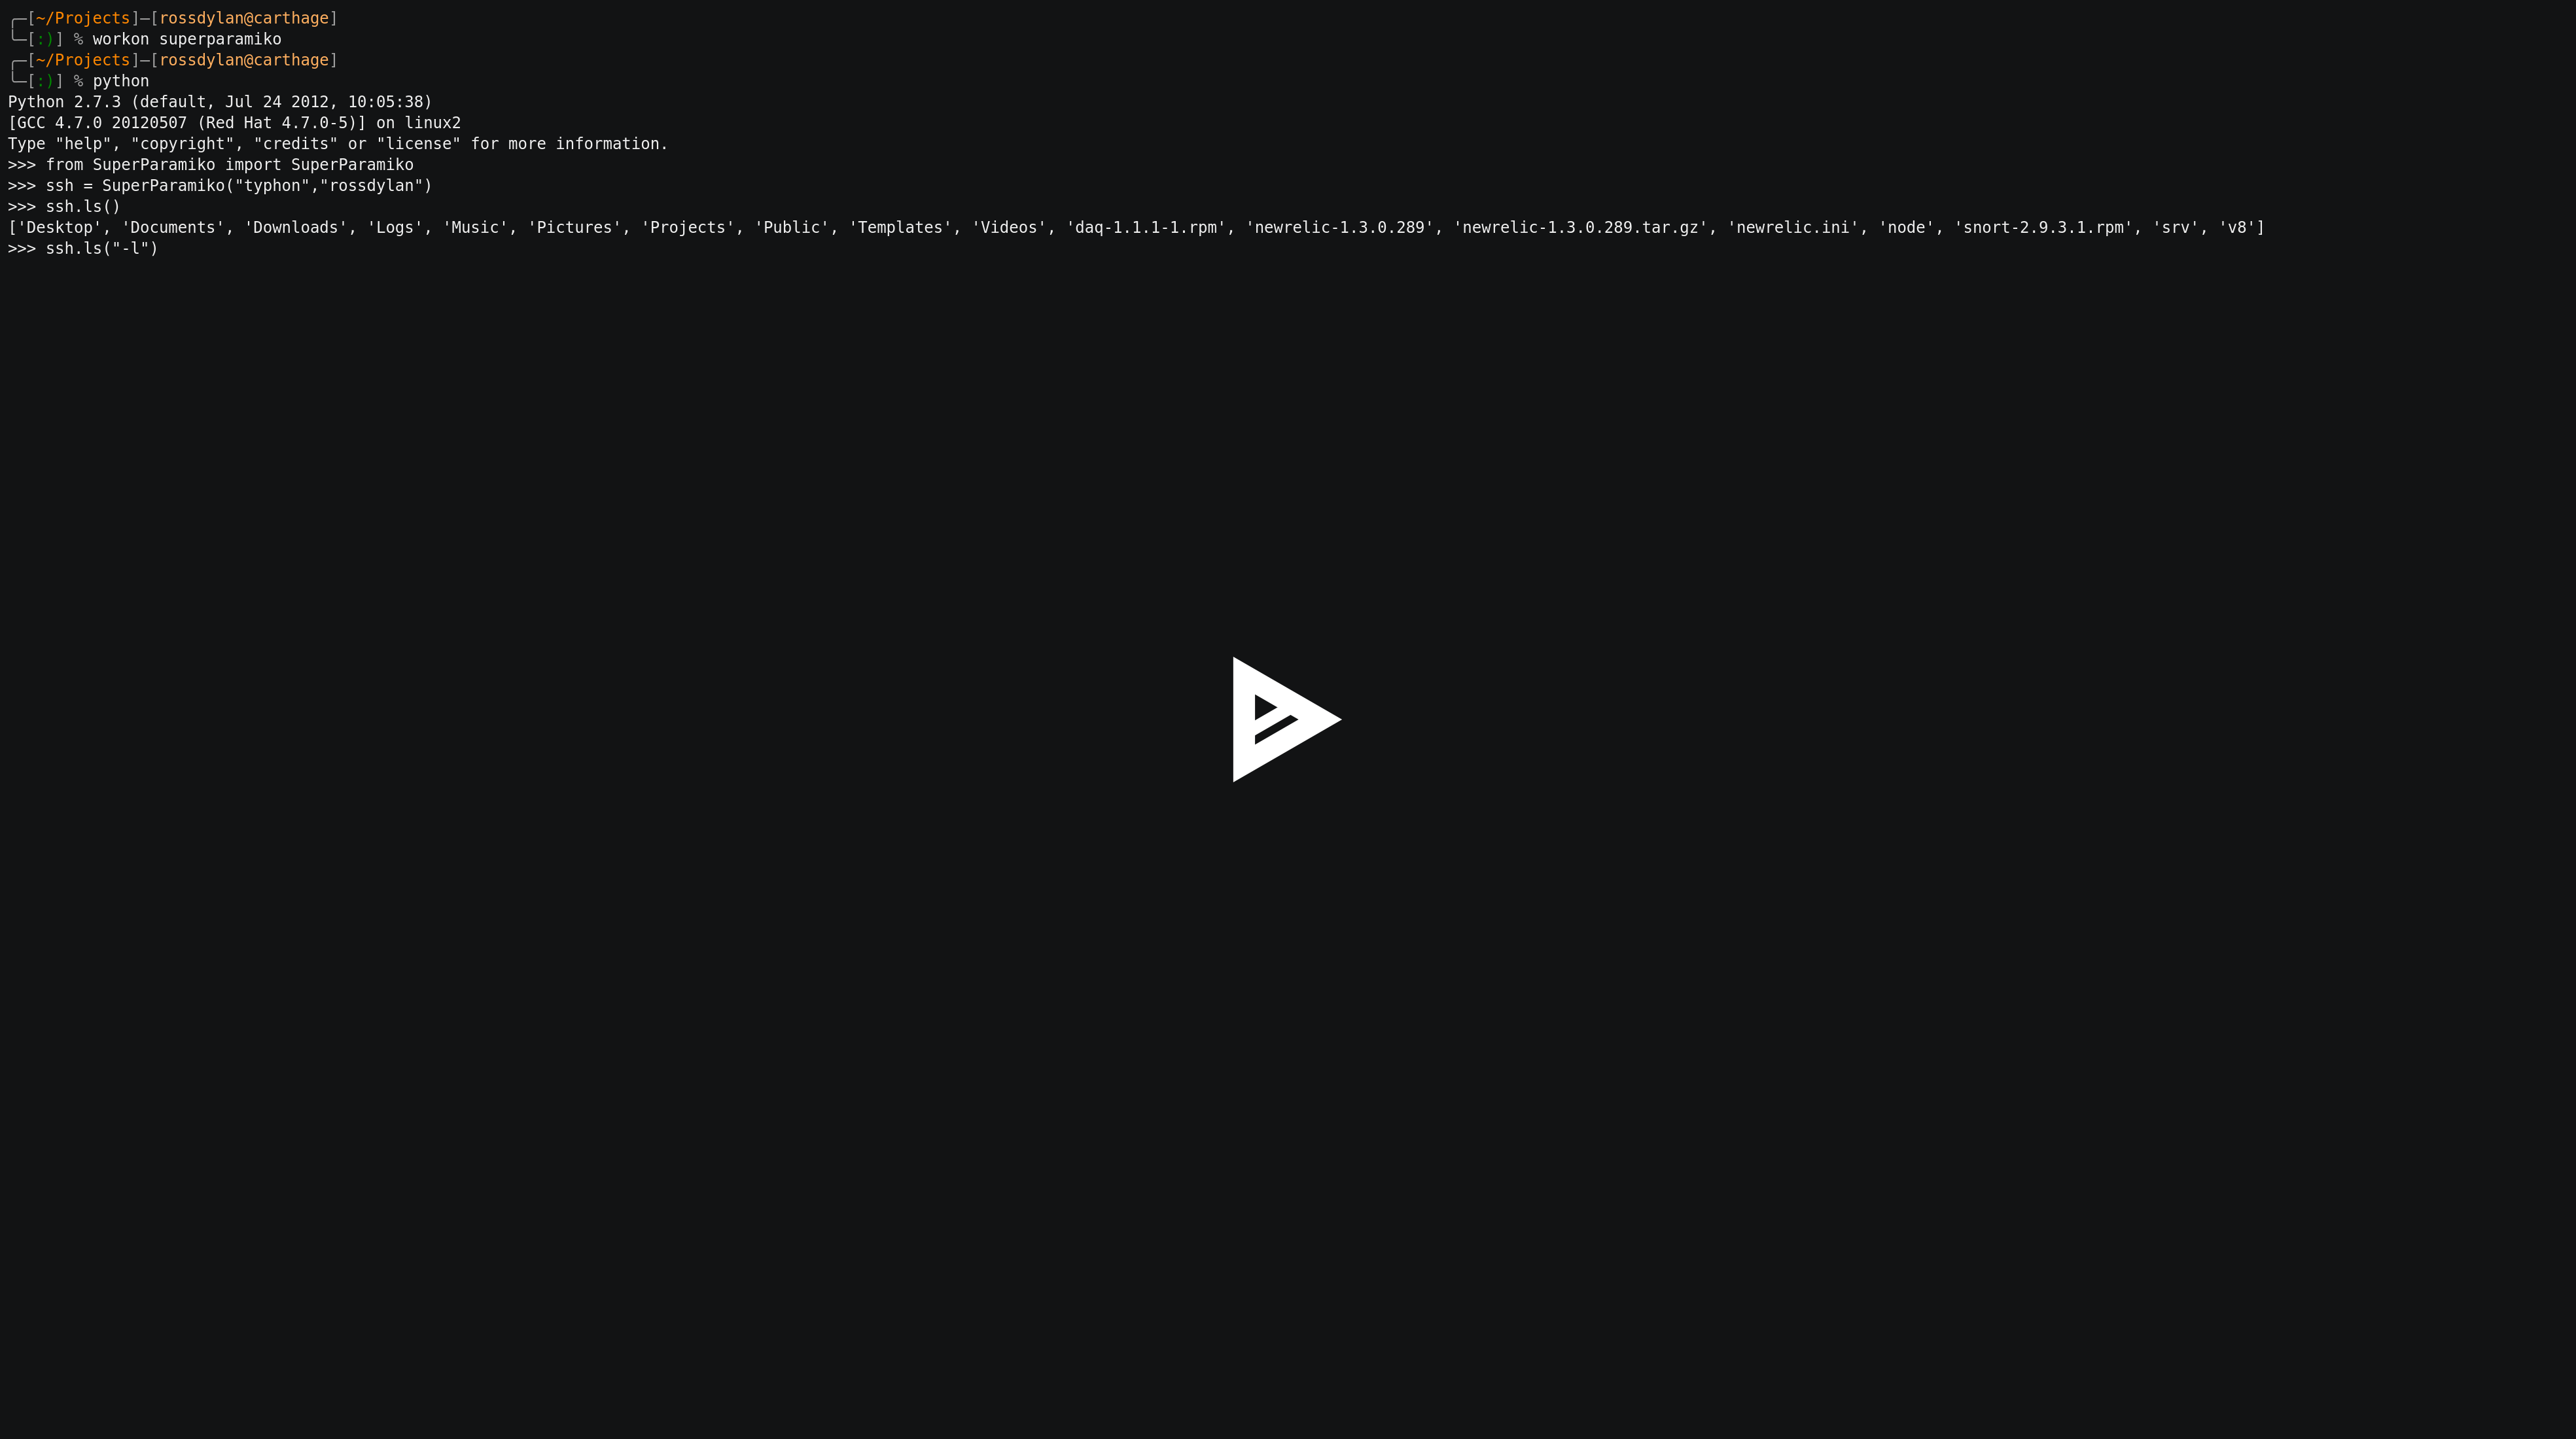 ╭─[~/Projects]─[rossdylan@carthage]
╰─[:)] % workon superparamiko
╭─[~/Projects]─[rossdylan@carthage]
╰─[:)] % python
Python 2.7.3 (default, Jul 24 2012, 10:05:38)
[GCC 4.7.0 20120507 (Red Hat 4.7.0-5)] on linux2
Type "help", "copyright", "credits" or "license" for more information.
>>> from SuperParamiko import SuperParamiko
>>> ssh = SuperParamiko("typhon","rossdylan")
>>> ssh.ls()
['Desktop', 'Documents', 'Downloads', 'Logs', 'Music', 'Pictures', 'Projects', 'Public', 'Templates', 'Videos', 'daq-1.1.1-1.rpm', 'newrelic-1.3.0.289', 'newrelic-1.3.0.289.tar.gz', 'newrelic.ini', 'node', 'snort-2.9.3.1.rpm', 'srv', 'v8']
>>> ssh.ls("-l")